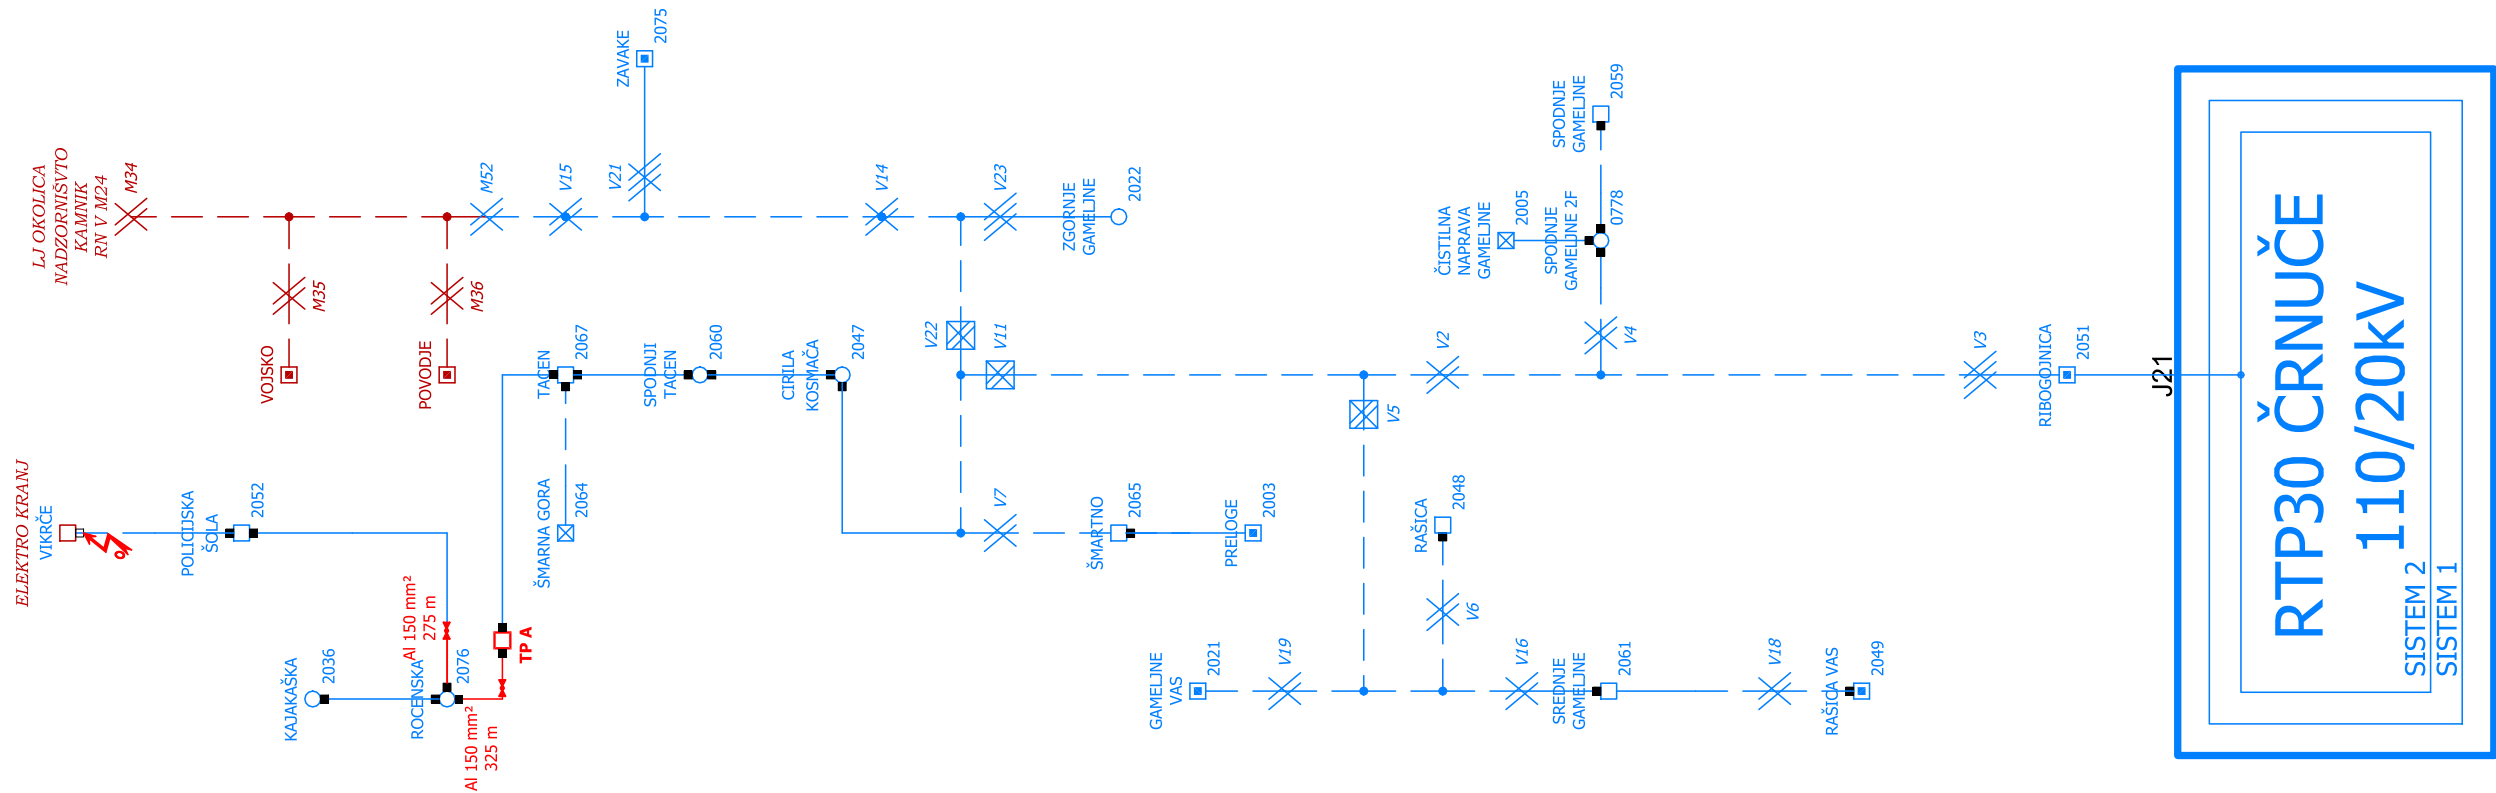 LJ OKOLICA
NADZORNIŠVTO
KAMNIK
RN V M24
M34
VOJSKO
M35
POVODJE
M36
M52
V15
V21
ZAVAKE
2075
V14
V23
ZGORNJE
GAMELJNE
2022
ELEKTRO KRANJ
VIKRČE
POLICIJSKA
ŠOLA
2052
KAJAKAŠKA
2036
ROCENSKA
2076
Al 150 mm²
275 m
Al 150 mm²
325 m
TP A
TACEN
2067
ŠMARNA GORA
2064
SPODNJI
TACEN
2060
CIRILA
KOSMAČA
2047
V22
V11
V7
ŠMARTNO
2065
PRELOGE
2003
V5
V2
RAŠICA
2048
V6
GAMELJNE
VAS
2021
V19
V16
SREDNJE
GAMELJNE
2061
V18
RAŠICA VAS
2049
ČISTILNA
NAPRAVA
GAMELJNE
2005
SPODNJE
GAMELJNE 2F
0778
SPODNJE
GAMELJNE
2059
V4
V3
RIBOGOJNICA
2051
J21
RTP30 ČRNUČE
110/20kV
SISTEM 2
SISTEM 1